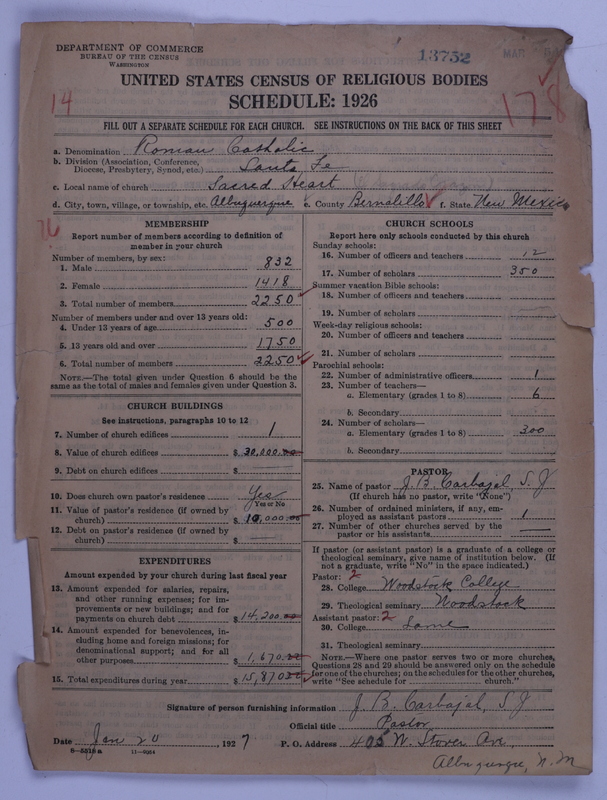 DEPARTMENT OF COMMERCE
BUREAU OF THE CENSUS
WASHINGTON
13752
MAR
UNITED STATES CENSUS OF RELIGIOUS BODIES
SCHEDULE: 1926
14
178
FILL OUT A SEPARATE SCHEDULE FOR EACH CHURCH. SEE INSTRUCTIONS ON THE BACK OF THIS SHEET
a. Denomination Roman Catholic
b. Division (Association, Conference, Diocese, Presbytery, Synod, etc.) Santa Fe
c. Local name of church Sacred Heart
d. City, town, village, or township, etc. Albuquerque e. County Bernalillo f. State New Mexico
MEMBERSHIP
Report number of members according to definition of
member in your church
Number of members, by sex:
1. Male 832
2. Female 1418
3. Total number of members 2250
Number of members under and over 13 years old:
4. Under 13 years of age 500
5. 13 years old and over 1750
6. Total number of members 2250
NOTE.—The total given under Question 6 should be the
same as the total of males and females given under Question 3.
CHURCH BUILDINGS
See instructions, paragraphs 10 to 12
7. Number of church edifices 1
8. Value of church edifices $ 30,000.00
9. Debt on church edifices $ —
10. Does church own pastor's residence Yes
Yes or No
11. Value of pastor's residence (if owned by
church) $ 10,000.00
12. Debt on pastor's residence (if owned by
church) $ —
EXPENDITURES
Amount expended by your church during last fiscal year
13. Amount expended for salaries, repairs,
and other running expenses; for im-
provements or new buildings; and for
payments on church debt $ 14,200.00
14. Amount expended for benevolences, in-
cluding home and foreign missions; for
denominational support; and for all
other purposes $ 1,670.00
15. Total expenditures during year $ 15,870.00
CHURCH SCHOOLS
Report here only schools conducted by this church
Sunday schools:
16. Number of officers and teachers 12
17. Number of scholars 350
Summer vacation Bible schools:
18. Number of officers and teachers
19. Number of scholars
Week-day religious schools:
20. Number of officers and teachers
21. Number of scholars
Parochial schools:
22. Number of administrative officers 1
23. Number of teachers—
a. Elementary (grades 1 to 8) 6
b. Secondary
24. Number of scholars—
a. Elementary (grades 1 to 8) 300
b. Secondary
PASTOR
25. Name of pastor J. B. Carbajal, S. J
(If church has no pastor, write "None")
26. Number of ordained ministers, if any, em-
ployed as assistant pastors 1
27. Number of other churches served by the
pastor or his assistants —
If pastor (or assistant pastor) is a graduate of a college or
theological seminary, give name of institution below. (If
not a graduate, write "No" in the space indicated.)
Pastor: 2
28. College Woodstock College
29. Theological seminary Woodstock
Assistant pastor: 2
30. College Same
31. Theological seminary
NOTE.—Where one pastor serves two or more churches,
Questions 28 and 29 should be answered only on the schedule
for one of the churches; on the schedules for the other churches,
write "See schedule for church."
Signature of person furnishing information J. B. Carbajal, S J
Official title Pastor
Date Jan 20, 1927 P. O. Address 405 W. Stover Ave,
8—5518a 11—9054
Albuquerque, N. M